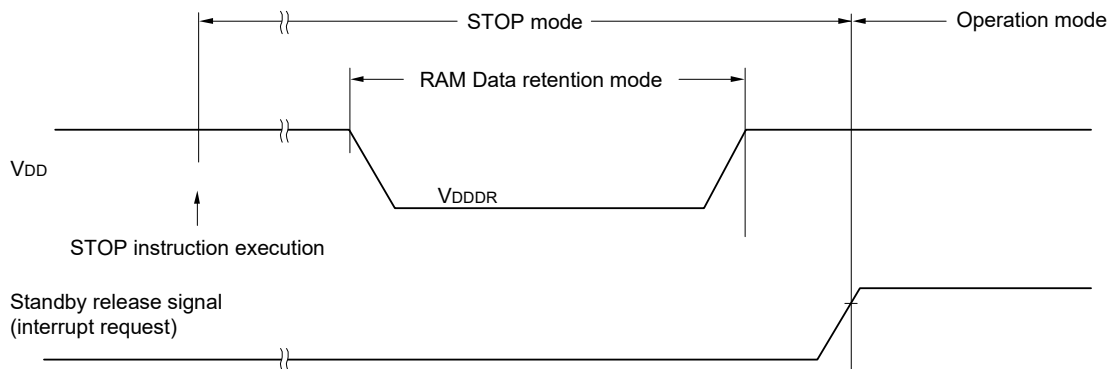 STOP mode
Operation mode
RAM Data retention mode
VDD
VDDDR
STOP instruction execution
Standby release signal
(interrupt request)